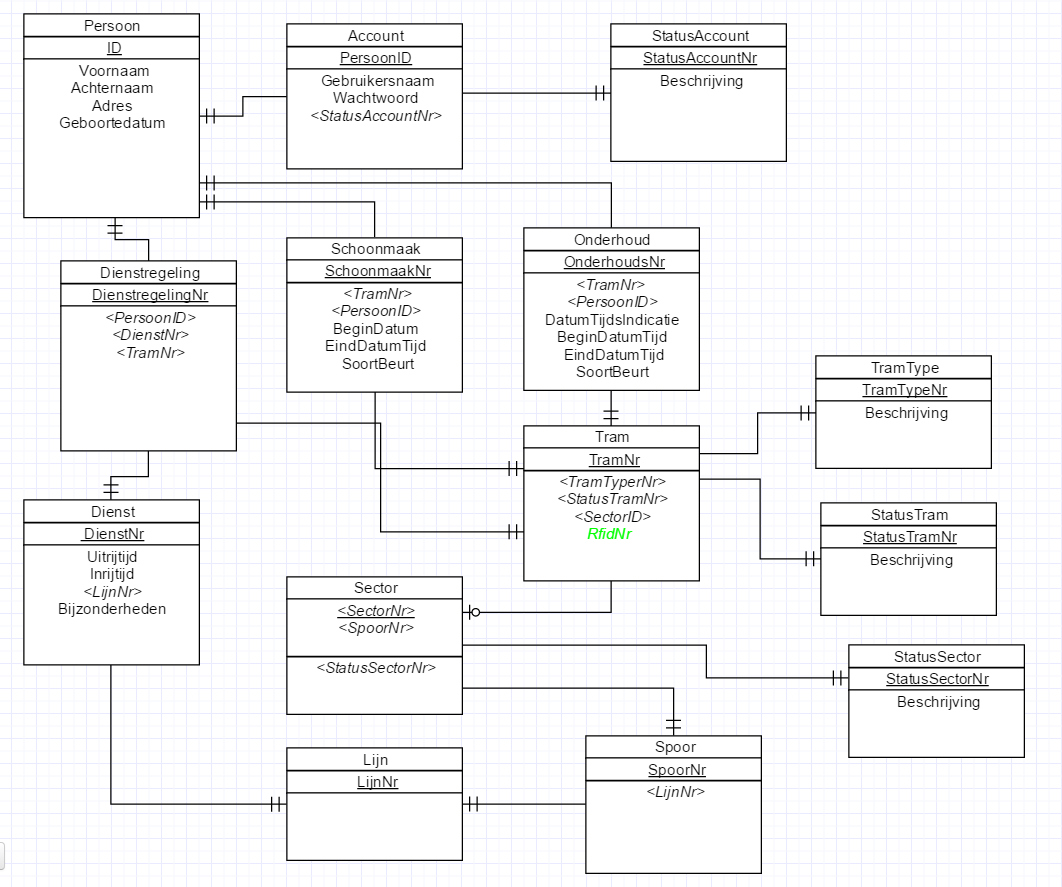 Persoon
ID
Voornaam
Achternaam
Adres
Geboortedatum
Account
PersoonID
Gebruikersnaam
Wachtwoord
<StatusAccountNr>
StatusAccount
StatusAccountNr
Beschrijving
Dienstregeling
DienstregelingNr
<PersoonID>
<DienstNr>
<TramNr>
Schoonmaak
SchoonmaakNr
<TramNr>
<PersoonID>
BeginDatum
EindDatumTijd
SoortBeurt
Onderhoud
OnderhoudsNr
<TramNr>
<PersoonID>
DatumTijdsIndicatie
BeginDatumTijd
EindDatumTijd
SoortBeurt
TramType
TramTypeNr
Beschrijving
Tram
TramNr
<TramTyperNr>
<StatusTramNr>
<SectorID>
RfidNr
StatusTram
StatusTramNr
Beschrijving
Dienst
DienstNr
Uitrijtijd
Inrijtijd
<LijnNr>
Bijzonderheden
Sector
<SectorNr>
<SpoorNr>
<StatusSectorNr>
StatusSector
StatusSectorNr
Beschrijving
Lijn
LijnNr
Spoor
SpoorNr
<LijnNr>